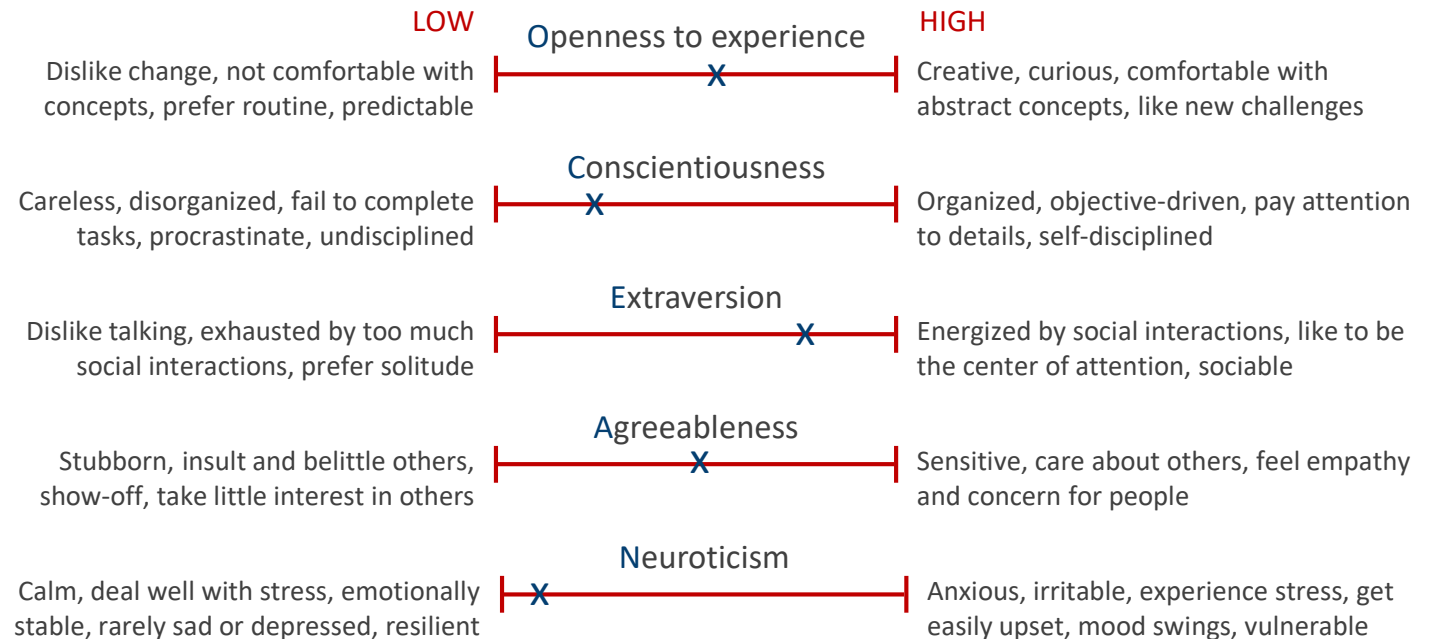 LOW
Openness to experience
HIGH
Dislike change, not comfortable with
concepts, prefer routine, predictable
X
Creative, curious, comfortable with
abstract concepts, like new challenges
Conscientiousness
Careless, disorganized, fail to complete
tasks, procrastinate, undisciplined
X
Organized, objective-driven, pay attention
to details, self-disciplined
Extraversion
Dislike talking, exhausted by too much
social interactions, prefer solitude
X
Energized by social interactions, like to be
the center of attention, sociable
Agreeableness
Stubborn, insult and belittle others,
show-off, take little interest in others
X
Sensitive, care about others, feel empathy
and concern for people
Neuroticism
Calm, deal well with stress, emotionally
stable, rarely sad or depressed, resilient
X
Anxious, irritable, experience stress, get
easily upset, mood swings, vulnerable